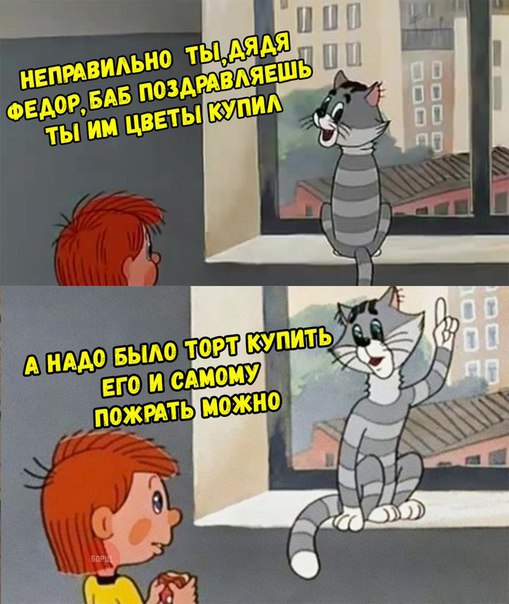 НЕПРАВИЛЬНО ТЫ,ДЯДЯ
ФЕДОР, БАБ ПОЗДРАВЛЯЕШЬ
ТЫ ИМ ЦВЕТЫ КУПИЛ
А НАДО БЫЛО ТОРТ КУПИТЬ
ЕГО И САМОМУ
ПОЖРАТЬ МОЖНО